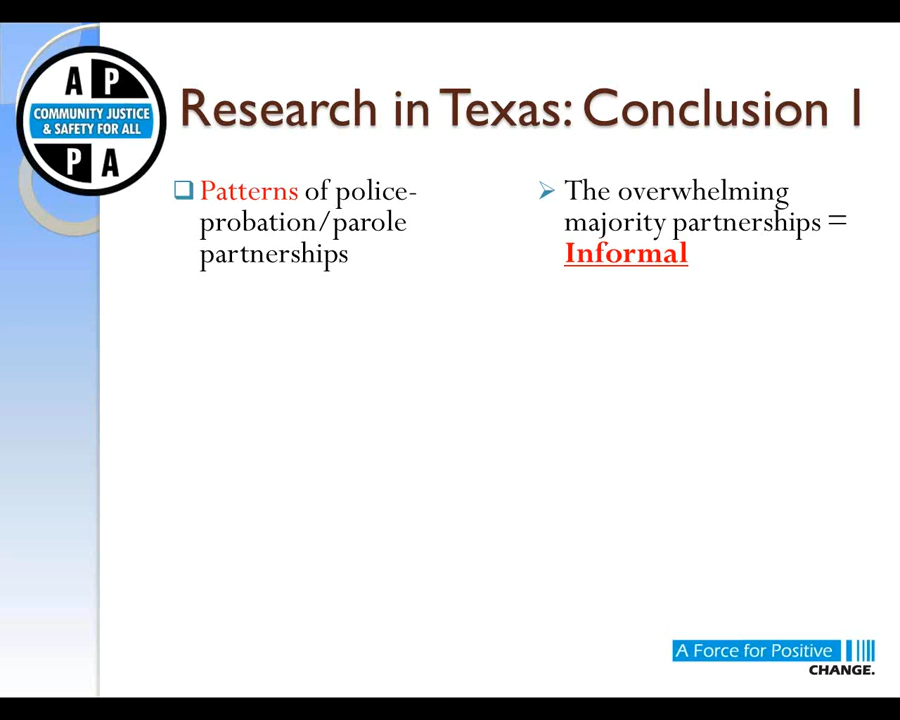 A P
COMMUNITY JUSTICE
& SAFETY FOR ALL
P A
Research in Texas: Conclusion 1
Patterns of police-
probation/parole
partnerships
The overwhelming
majority partnerships =
Informal
A Force for Positive
CHANGE.